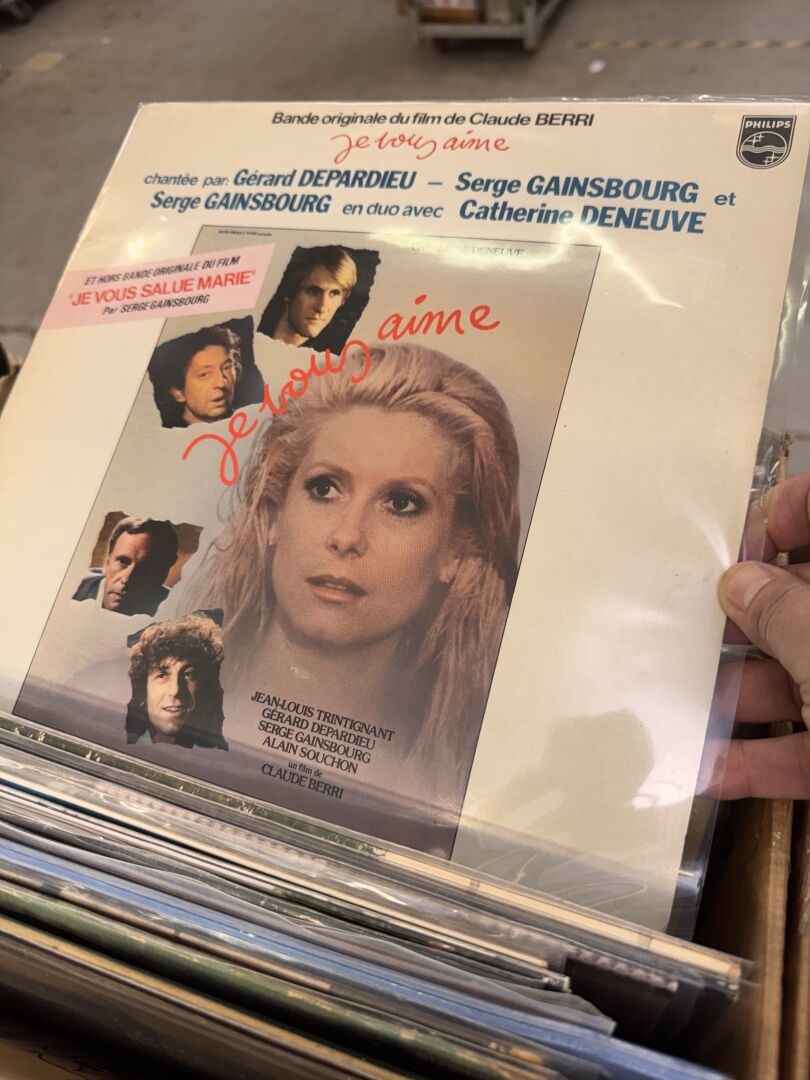 Bande originale du film de Claude BERRI
je vous aime
PHILIPS
chantée par: Gérard DEPARDIEU – Serge GAINSBOURG et
Serge GAINSBOURG en duo avec Catherine DENEUVE
CATHERINE DENEUVE
ET HORS BANDE ORIGINALE DU FILM
"JE VOUS SALUE MARIE"
Par SERGE GAINSBOURG
je vous aime
JEAN-LOUIS TRINTIGNANT
GÉRARD DEPARDIEU
SERGE GAINSBOURG
ALAIN SOUCHON
un film de
CLAUDE BERRI